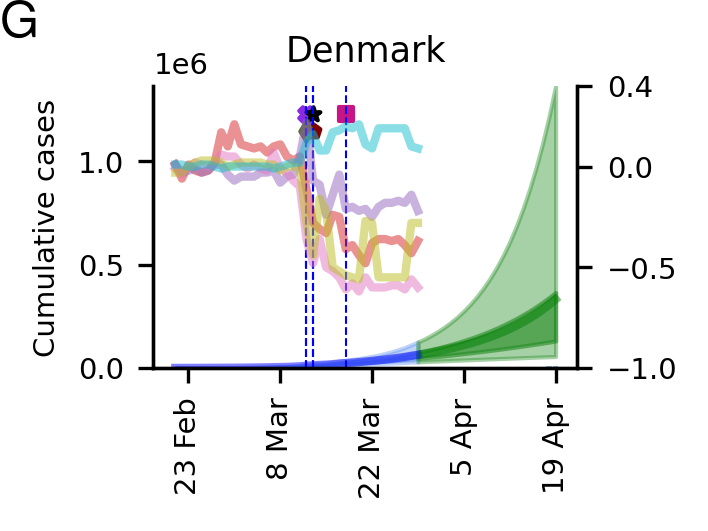 G
Denmark
1e6
Cumulative cases
1.0
0.5
0.0
0.4
0.0
−0.5
−1.0
23 Feb
8 Mar
22 Mar
5 Apr
19 Apr